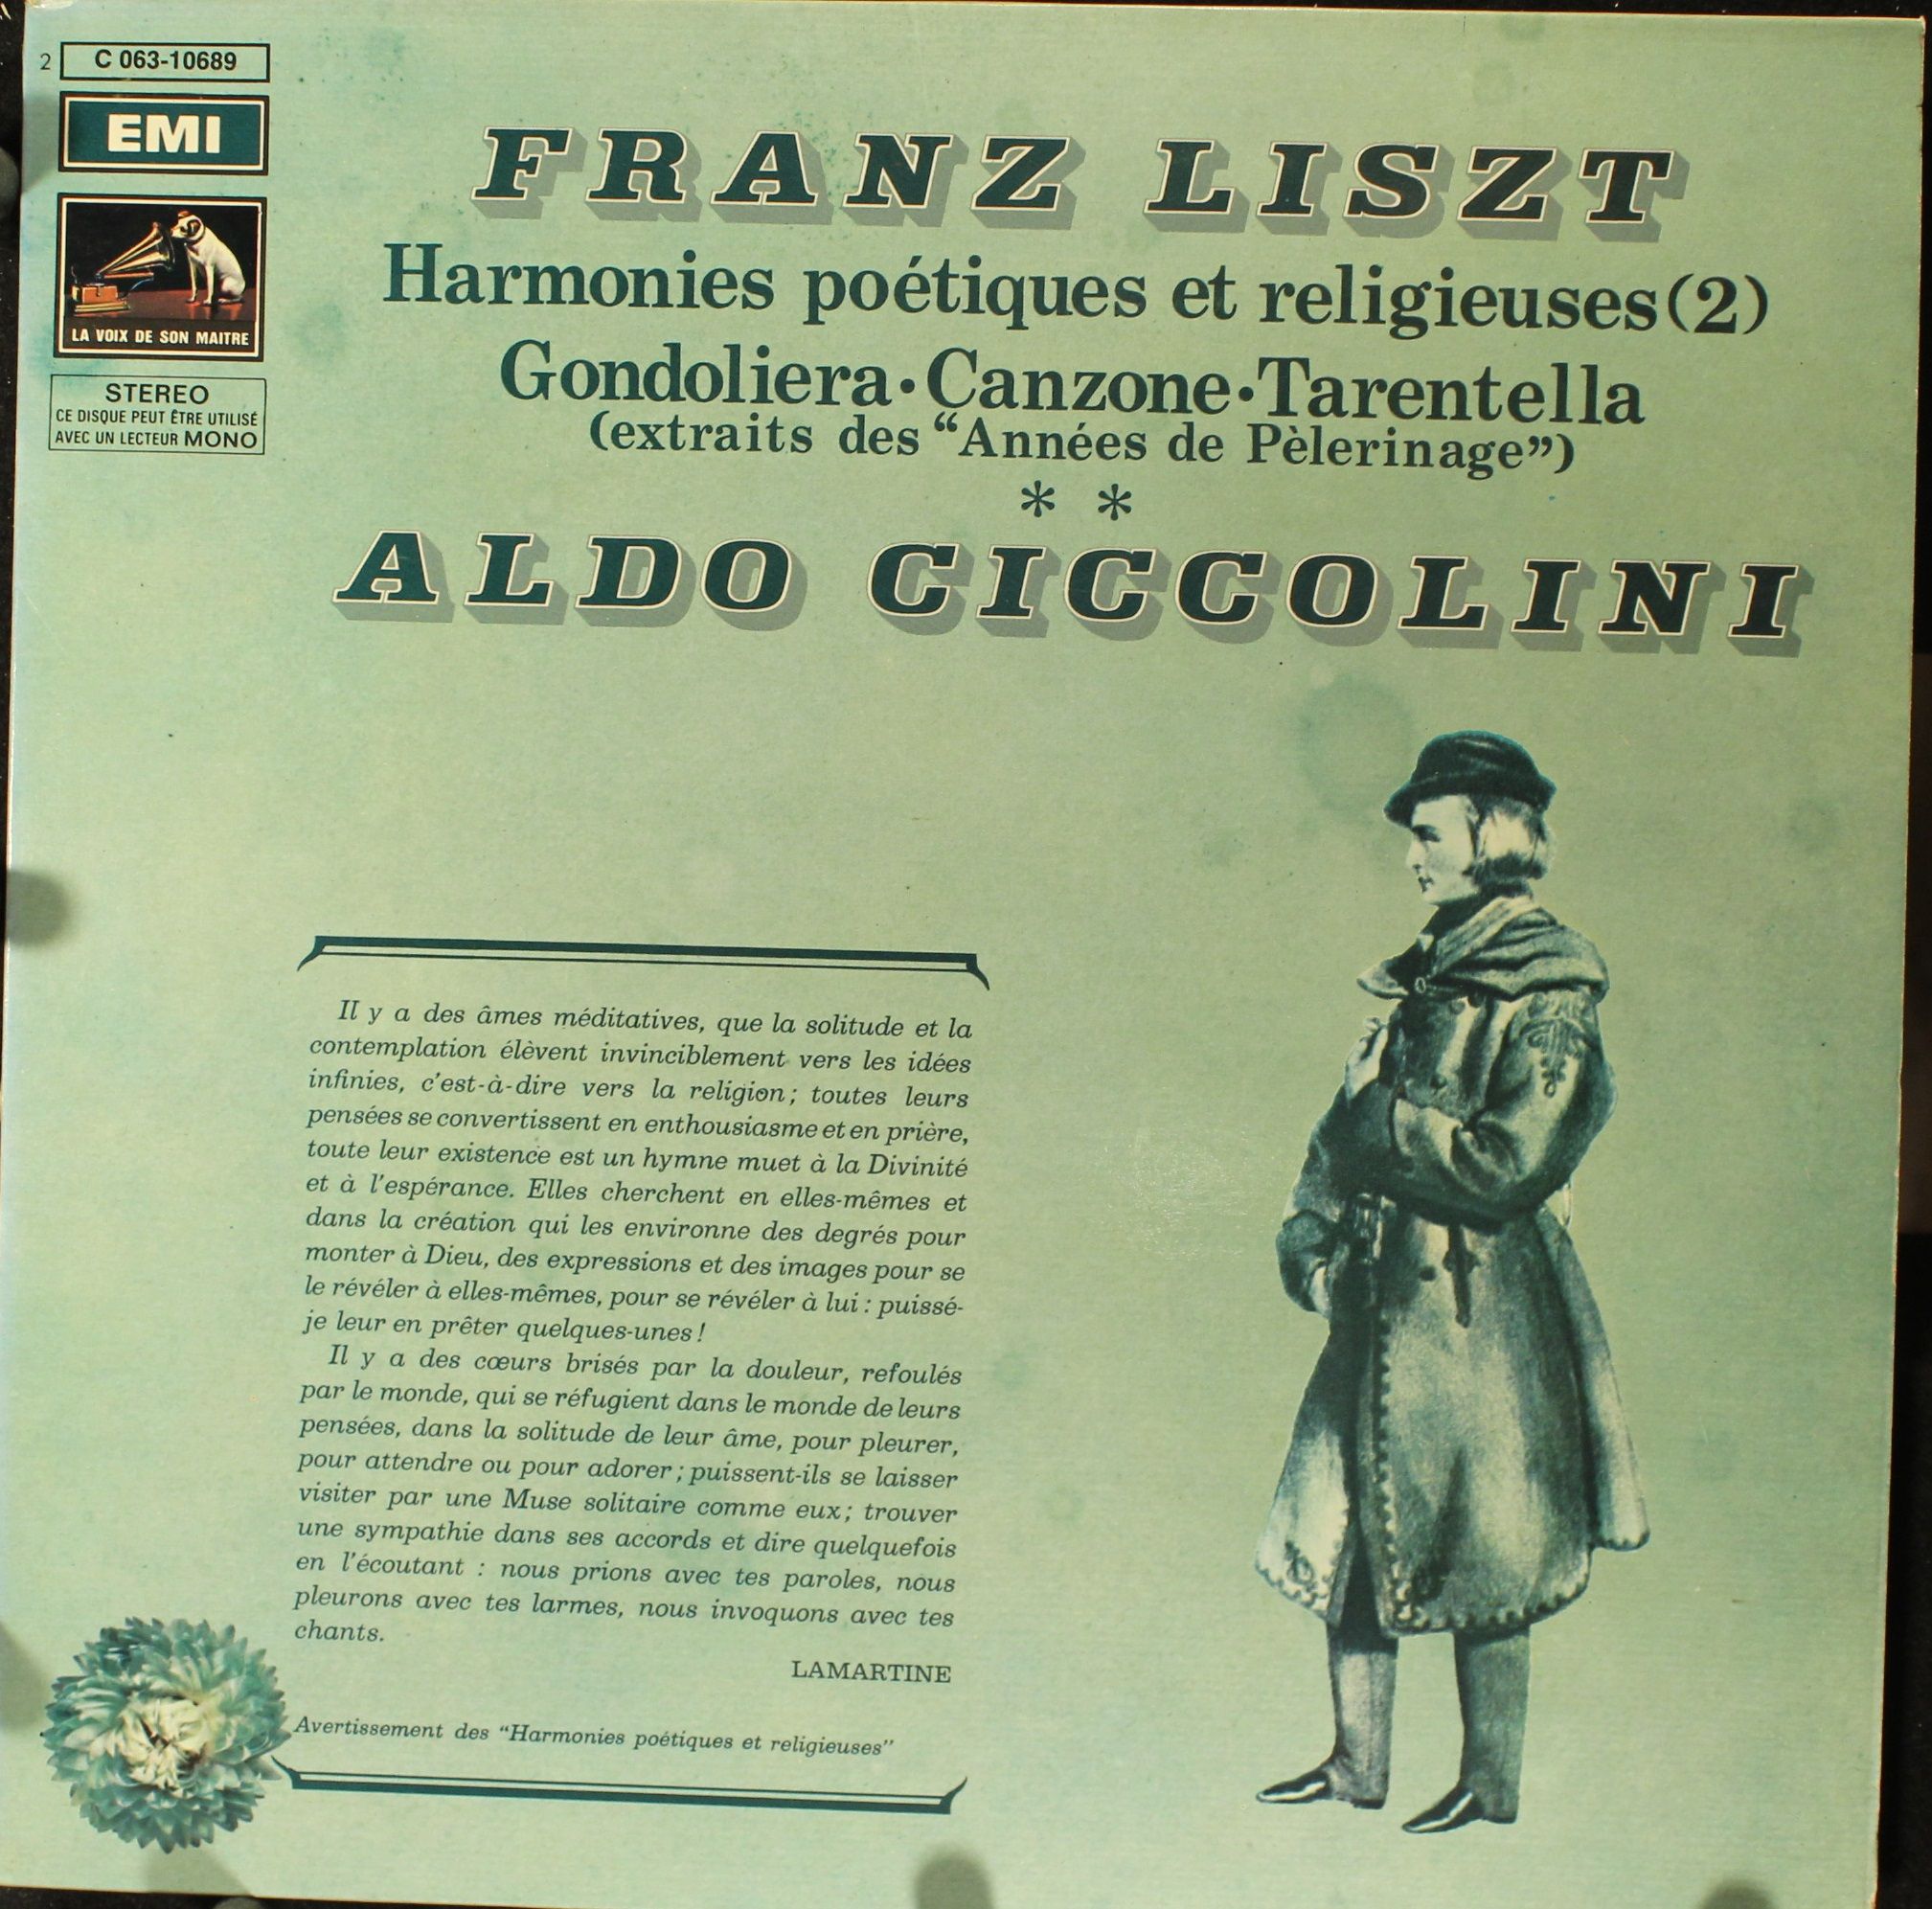 2 C 063-10689
EMI
LA VOIX DE SON MAITRE
STEREO
CE DISQUE PEUT ÊTRE UTILISÉ
AVEC UN LECTEUR MONO
FRANZ LISZT
Harmonies poétiques et religieuses (2)
Gondoliera • Canzone • Tarentella
(extraits des “Années de Pèlerinage”)
* *
ALDO CICCOLINI
Il y a des âmes méditatives, que la solitude et la
contemplation élèvent invinciblement vers les idées
infinies, c'est-à-dire vers la religion ; toutes leurs
pensées se convertissent en enthousiasme et en prière,
toute leur existence est un hymne muet à la Divinité
et à l'espérance. Elles cherchent en elles-mêmes et
dans la création qui les environne des degrés pour
monter à Dieu, des expressions et des images pour se
le révéler à elles-mêmes, pour se révéler à lui : puissé-
je leur en prêter quelques-unes !
Il y a des cœurs brisés par la douleur, refoulés
par le monde, qui se réfugient dans le monde de leurs
pensées, dans la solitude de leur âme, pour pleurer,
pour attendre ou pour adorer ; puissent-ils se laisser
visiter par une Muse solitaire comme eux ; trouver
une sympathie dans ses accords et dire quelquefois
en l'écoutant : nous prions avec tes paroles, nous
pleurons avec tes larmes, nous invoquons avec tes
chants.
LAMARTINE
Avertissement des “Harmonies poétiques et religieuses”